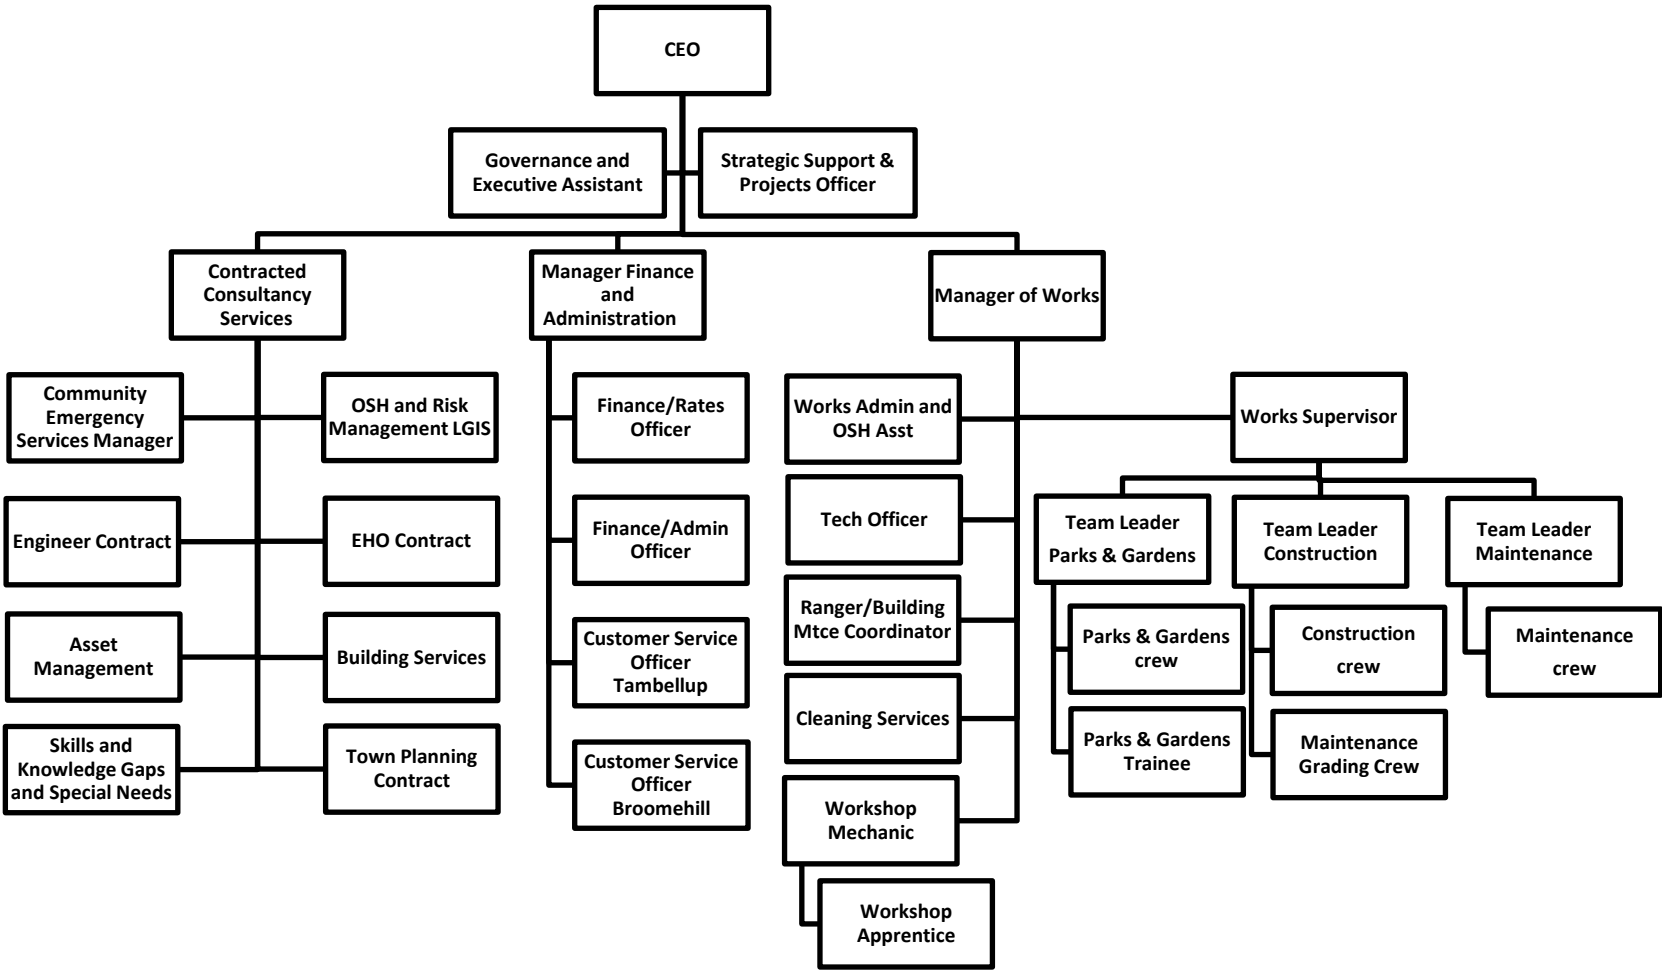 CEO
Governance and
Executive Assistant
Strategic Support &
Projects Officer
Contracted
Consultancy
Services
Manager Finance
and
Administration
Manager of Works
Community
Emergency
Services Manager
OSH and Risk
Management LGIS
Engineer Contract
EHO Contract
Asset
Management
Building Services
Skills and
Knowledge Gaps
and Special Needs
Town Planning
Contract
Finance/Rates
Officer
Finance/Admin
Officer
Customer Service
Officer
Tambellup
Customer Service
Officer
Broomehill
Works Admin and
OSH Asst
Tech Officer
Ranger/Building
Mtce Coordinator
Cleaning Services
Workshop
Mechanic
Workshop
Apprentice
Works Supervisor
Team Leader
Parks & Gardens
Parks & Gardens
crew
Parks & Gardens
Trainee
Team Leader
Construction
Construction
crew
Maintenance
Grading Crew
Team Leader
Maintenance
Maintenance
crew